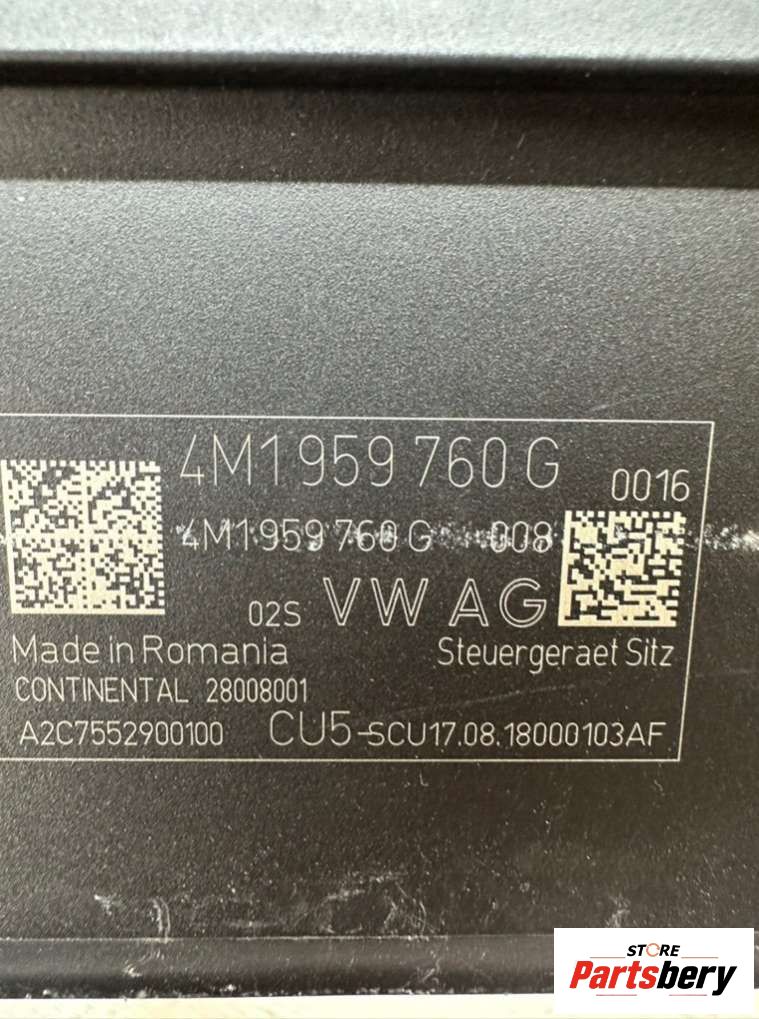 4M1 959 760 G
0016
4M1 959 760 G 008
02S VW AG
Made in Romania Steuergeraet Sitz
CONTINENTAL 28008001
A2C7552900100 CU5-SCU17.08.18000103AF
STORE
Partsbery